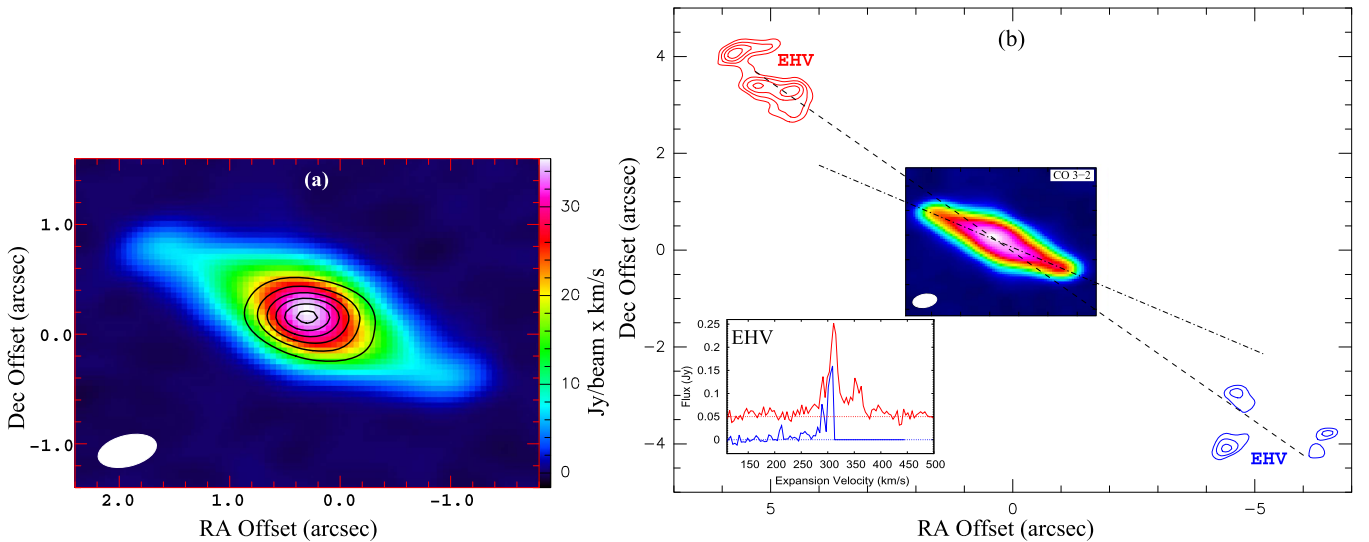 (a)
Dec Offset (arcsec)
1.0
0.0
-1.0
2.0 1.0 0.0 -1.0
RA Offset (arcsec)
30
20
10
0
Jy/beam x km/s
(b)
EHV
Dec Offset (arcsec)
4
2
0
−2
−4
CO 3−2
EHV
Flux (Jy)
0.25
0.20
0.15
0.10
0.05
0
150 200 250 300 350 400 450 500
Expansion Velocity (km/s)
EHV
5 0 −5
RA Offset (arcsec)